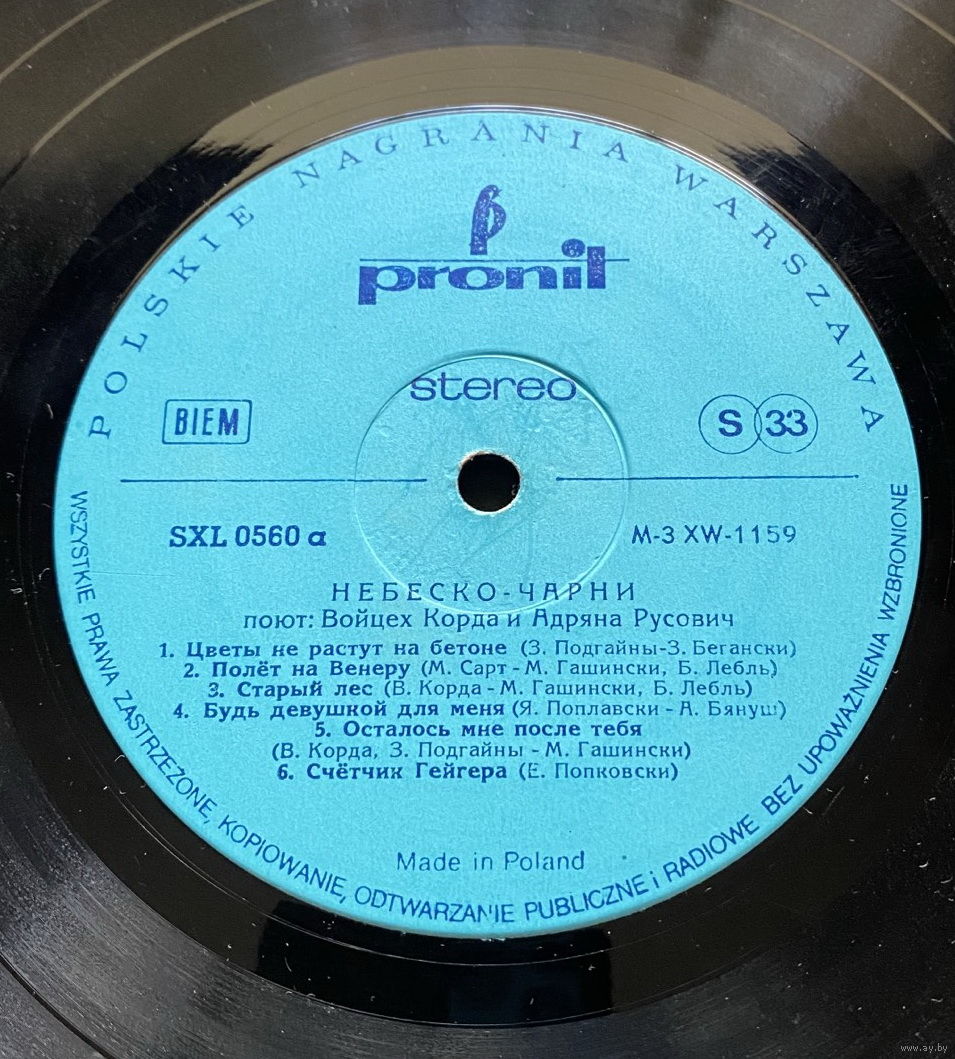 POLSKIE NAGRANIA WARSZAWA
pronit
stereo
BIEM
S 33
SXL 0560 a
M-3 XW-1159
НЕБЕСКО-ЧАРНИ
поют: Войцех Корда и Адряна Русович
1. Цветы не растут на бетоне (З. Подгайны-З. Бегански)
2. Полёт на Венеру (М. Сарт - М. Гашински, Б. Лебль)
3. Старый лес (В. Корда - М. Гашински, Б. Лебль)
4. Будь девушкой для меня (Я. Поплавски - А. Бянуш)
5. Осталось мне после тебя
(В. Корда, З. Подгайны - М. Гашински)
6. Счётчик Гейгера (Е. Попковски)
Made in Poland
WSZYSTKIE PRAWA ZASTRZEŻONE, KOPIOWANIE, ODTWARZANIE PUBLICZNE i RADIOWE BEZ UPOWAŻNIENIA WZBRONIONE
www.ay.by